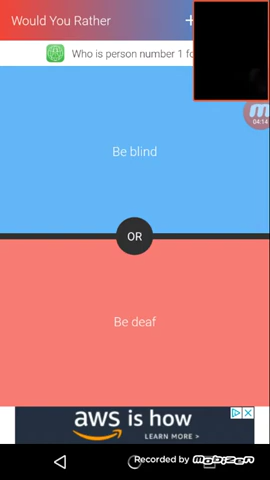 Would You Rather
Who is person number 1 fo
04:14
Be blind
OR
Be deaf
aws is how
LEARN MORE >
Recorded by MOBIZEN